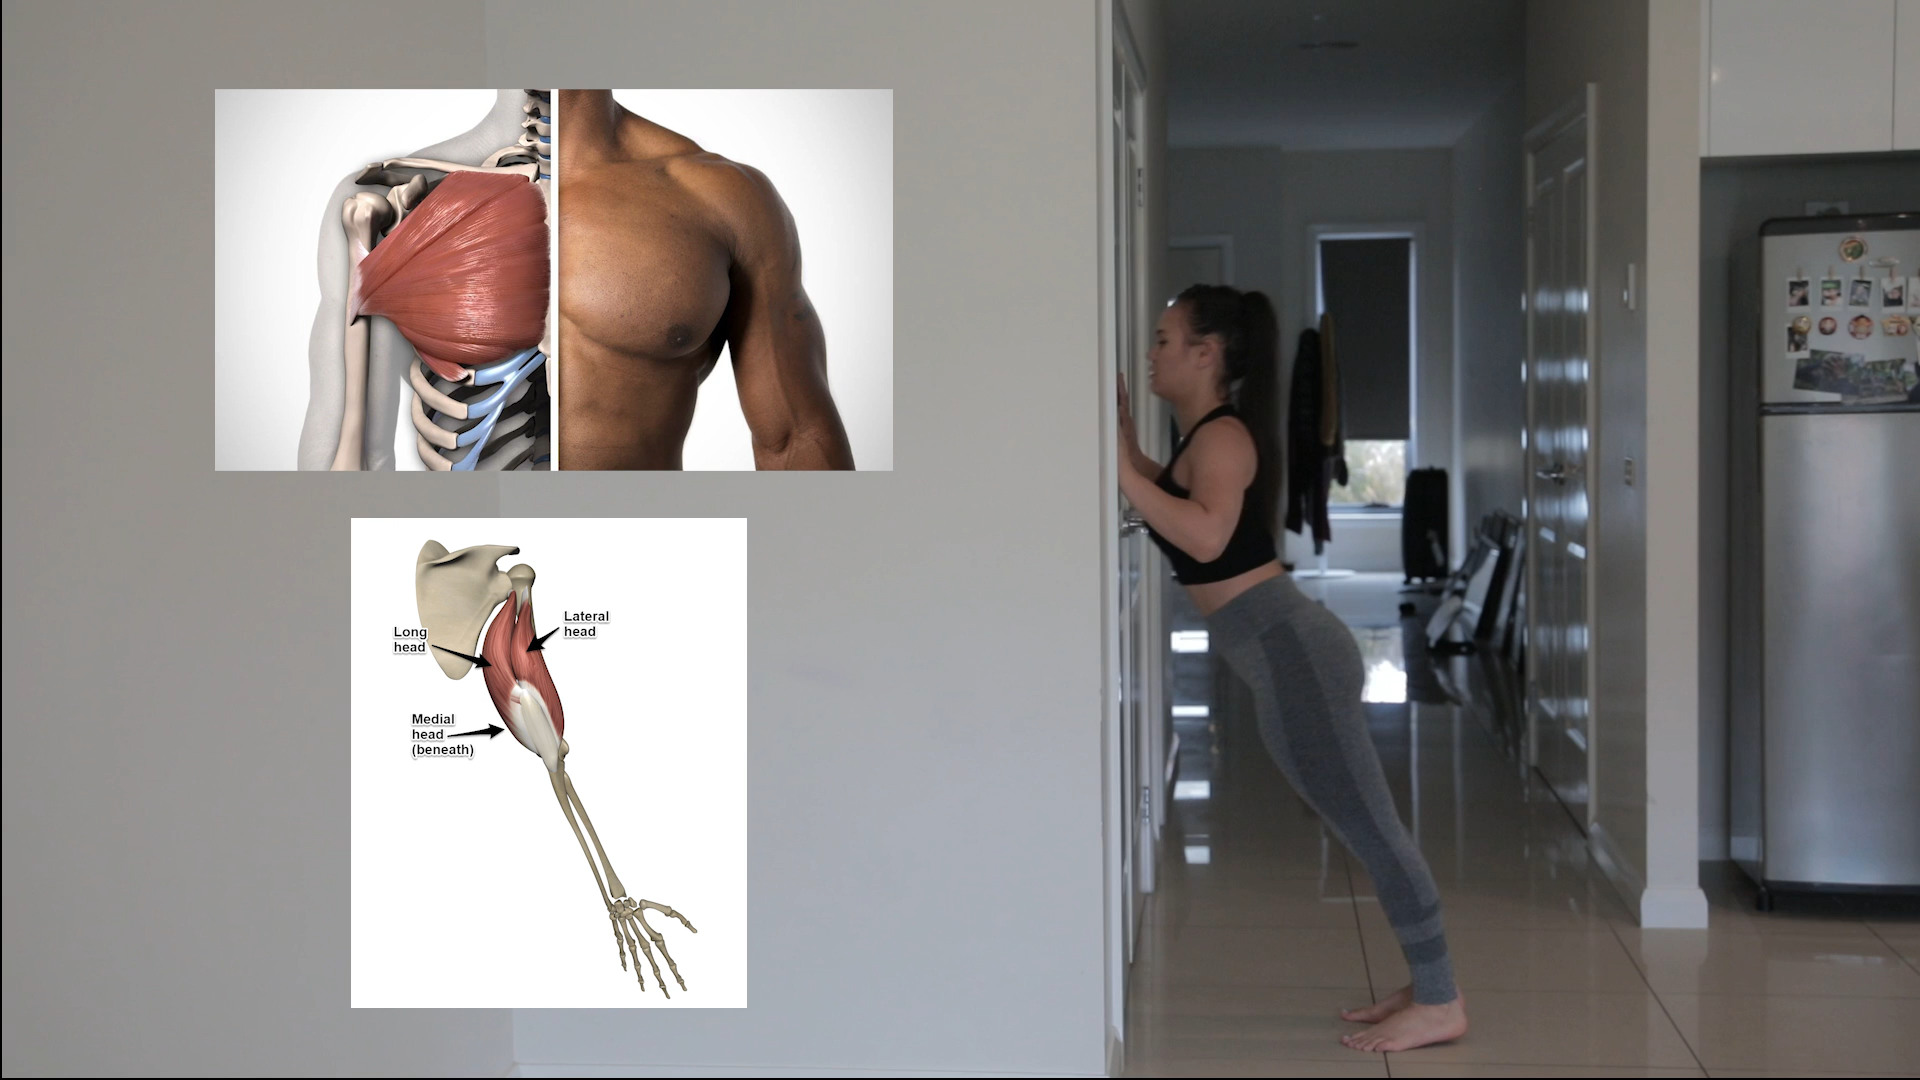 Lateral
head
Long
head
Medial
head
(beneath)